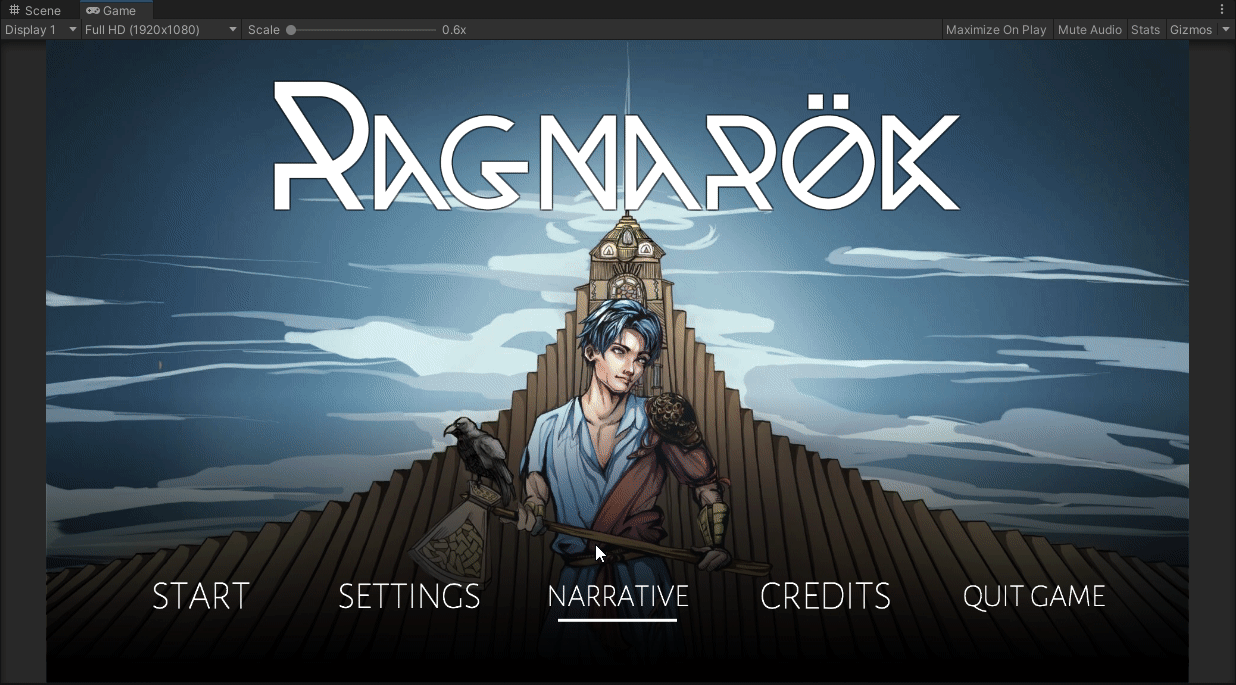 Scene Game
Display 1 Full HD (1920x1080) Scale 0.6x Maximize On Play Mute Audio Stats Gizmos
RAGMARÖK
START SETTINGS NARRATIVE CREDITS QUIT GAME